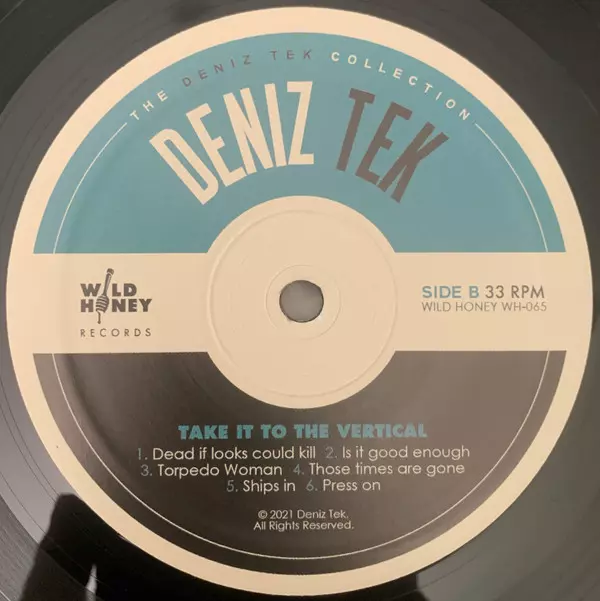 THE DENIZ TEK COLLECTION
DENIZ TEK
WILD
HONEY
RECORDS
SIDE B 33 RPM
WILD HONEY WH-065
TAKE IT TO THE VERTICAL
1. Dead if looks could kill 2. Is it good enough
3. Torpedo Woman 4. Those times are gone
5. Ships in 6. Press on
© 2021 Deniz Tek.
All Rights Reserved.